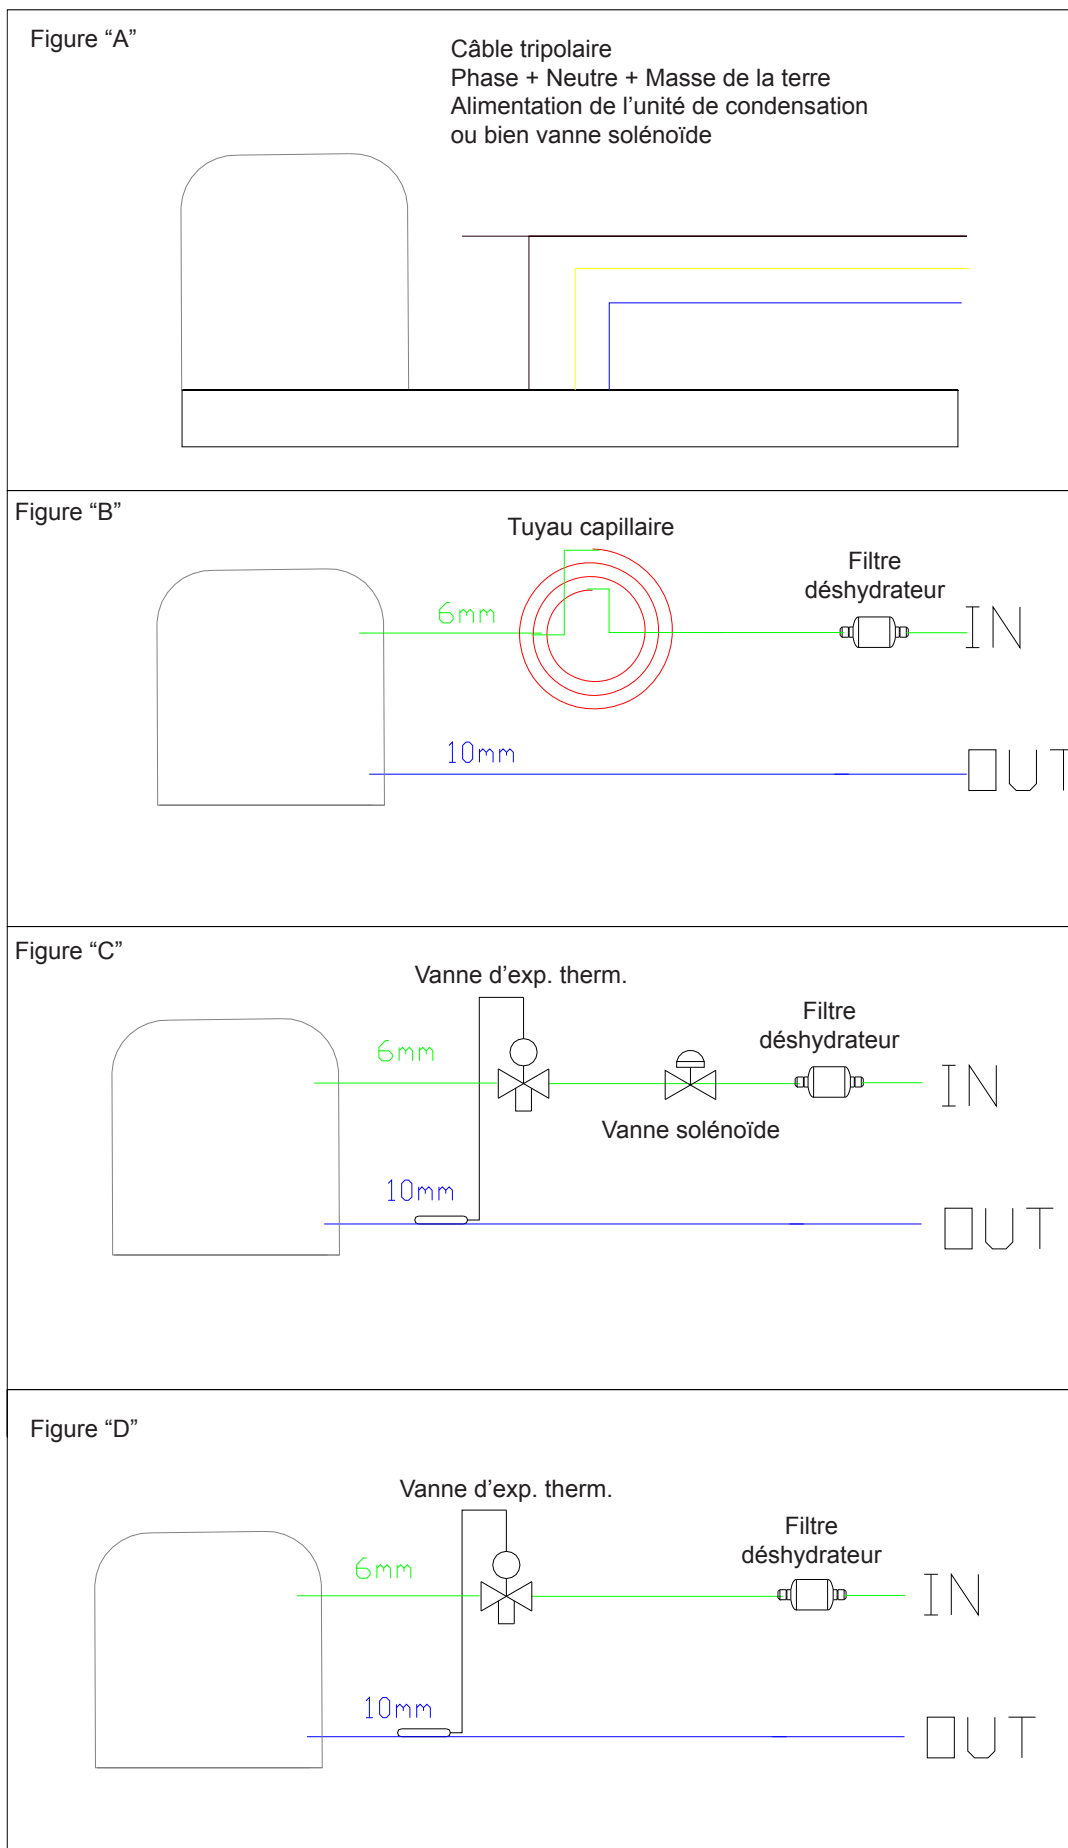 Figure “A”
Câble tripolaire
Phase + Neutre + Masse de la terre
Alimentation de l’unité de condensation
ou bien vanne solénoïde
Figure “B”
Tuyau capillaire
Filtre
déshydrateur
6mm
IN
10mm
OUT
Figure “C”
Vanne d’exp. therm.
Filtre
déshydrateur
6mm
IN
Vanne solénoïde
10mm
OUT
Figure “D”
Vanne d’exp. therm.
Filtre
déshydrateur
6mm
IN
10mm
OUT